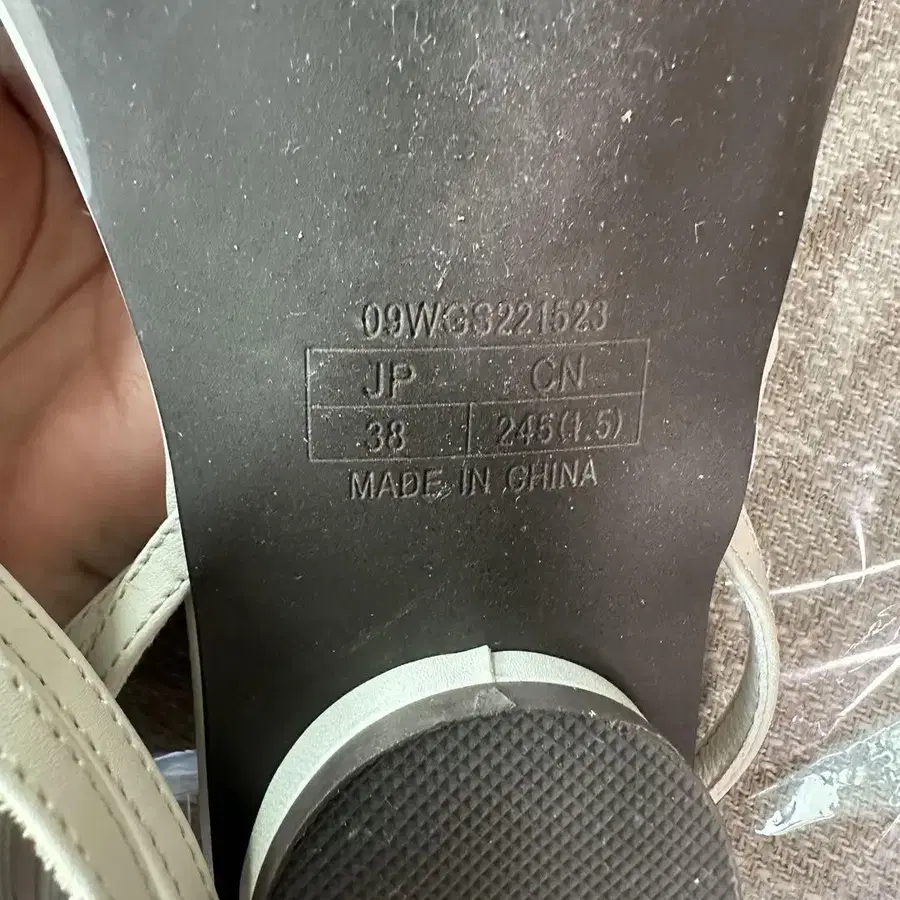 09WGS221523
JP CN
38 245(1.5)
MADE IN CHINA